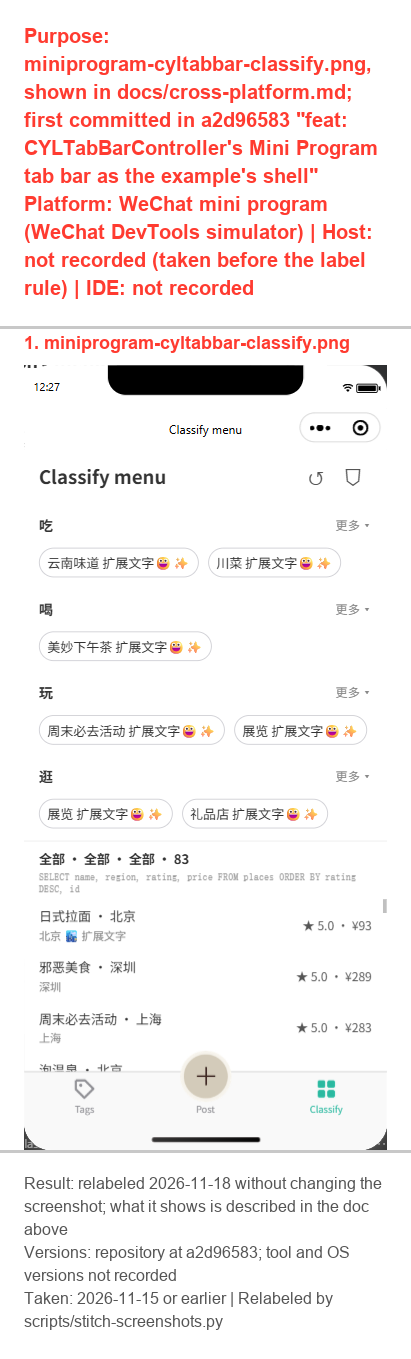 Purpose:
miniprogram-cyltabbar-classify.png,
shown in docs/cross-platform.md;
first committed in a2d96583 "feat:
CYLTabBarController's Mini Program
tab bar as the example's shell"
Platform: WeChat mini program
(WeChat DevTools simulator) | Host:
not recorded (taken before the label
rule) | IDE: not recorded
1. miniprogram-cyltabbar-classify.png
12:27
Classify menu
Classify menu
吃 更多
云南味道 扩展文字😀✨ 川菜 扩展文字😀✨
喝 更多
美妙下午茶 扩展文字😀✨
玩 更多
周末必去活动 扩展文字😀✨ 展览 扩展文字😀✨
逛 更多
展览 扩展文字😀✨ 礼品店 扩展文字😀✨
全部 · 全部 · 全部 · 83
SELECT name, region, rating, price FROM places ORDER BY rating
DESC, id
日式拉面 · 北京
★ 5.0 · ¥93
北京 扩展文字
邪恶美食 · 深圳
★ 5.0 · ¥289
深圳
周末必去活动 · 上海
★ 5.0 · ¥283
上海
泡温泉 · 北京
Tags Post Classify
Result: relabeled 2026-11-18 without changing the
screenshot; what it shows is described in the doc
above
Versions: repository at a2d96583; tool and OS
versions not recorded
Taken: 2026-11-15 or earlier | Relabeled by
scripts/stitch-screenshots.py